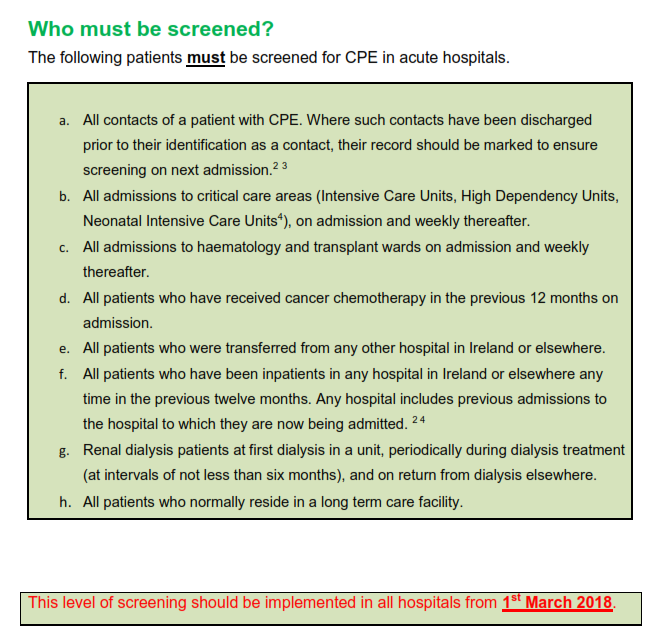 Who must be screened?
The following patients must be screened for CPE in acute hospitals.
a. All contacts of a patient with CPE. Where such contacts have been discharged
prior to their identification as a contact, their record should be marked to ensure
screening on next admission.2 3
b. All admissions to critical care areas (Intensive Care Units, High Dependency Units,
Neonatal Intensive Care Units4), on admission and weekly thereafter.
c. All admissions to haematology and transplant wards on admission and weekly
thereafter.
d. All patients who have received cancer chemotherapy in the previous 12 months on
admission.
e. All patients who were transferred from any other hospital in Ireland or elsewhere.
f. All patients who have been inpatients in any hospital in Ireland or elsewhere any
time in the previous twelve months. Any hospital includes previous admissions to
the hospital to which they are now being admitted. 2 4
g. Renal dialysis patients at first dialysis in a unit, periodically during dialysis treatment
(at intervals of not less than six months), and on return from dialysis elsewhere.
h. All patients who normally reside in a long term care facility.
This level of screening should be implemented in all hospitals from 1st March 2018.